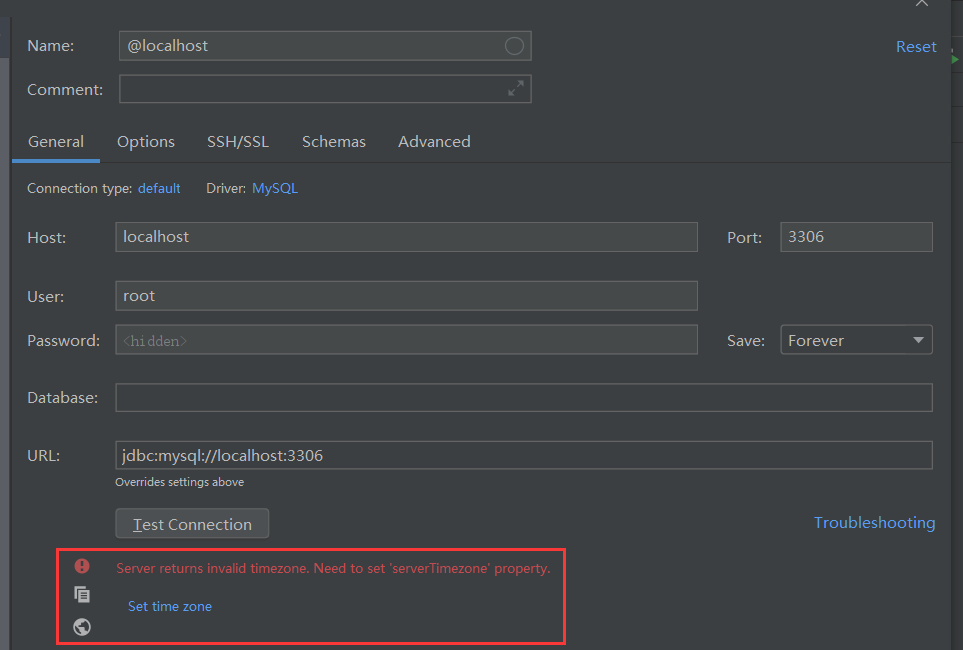 Name: @localhost Reset
Comment:
General Options SSH/SSL Schemas Advanced
Connection type: default Driver: MySQL
Host: localhost Port: 3306
User: root
Password: <hidden> Save: Forever
Database:
URL: jdbc:mysql://localhost:3306
Overrides settings above
Test Connection Troubleshooting
Server returns invalid timezone. Need to set 'serverTimezone' property.
Set time zone